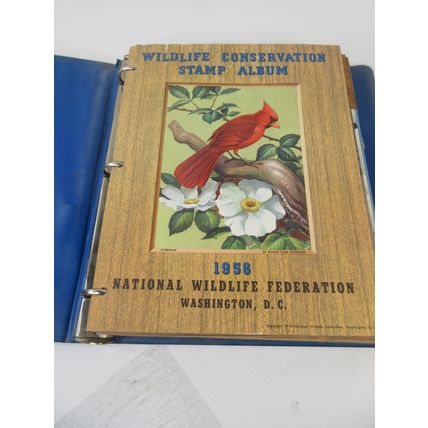 WILDLIFE CONSERVATION
STAMP ALBUM
1958
NATIONAL WILDLIFE FEDERATION
WASHINGTON, D.C.